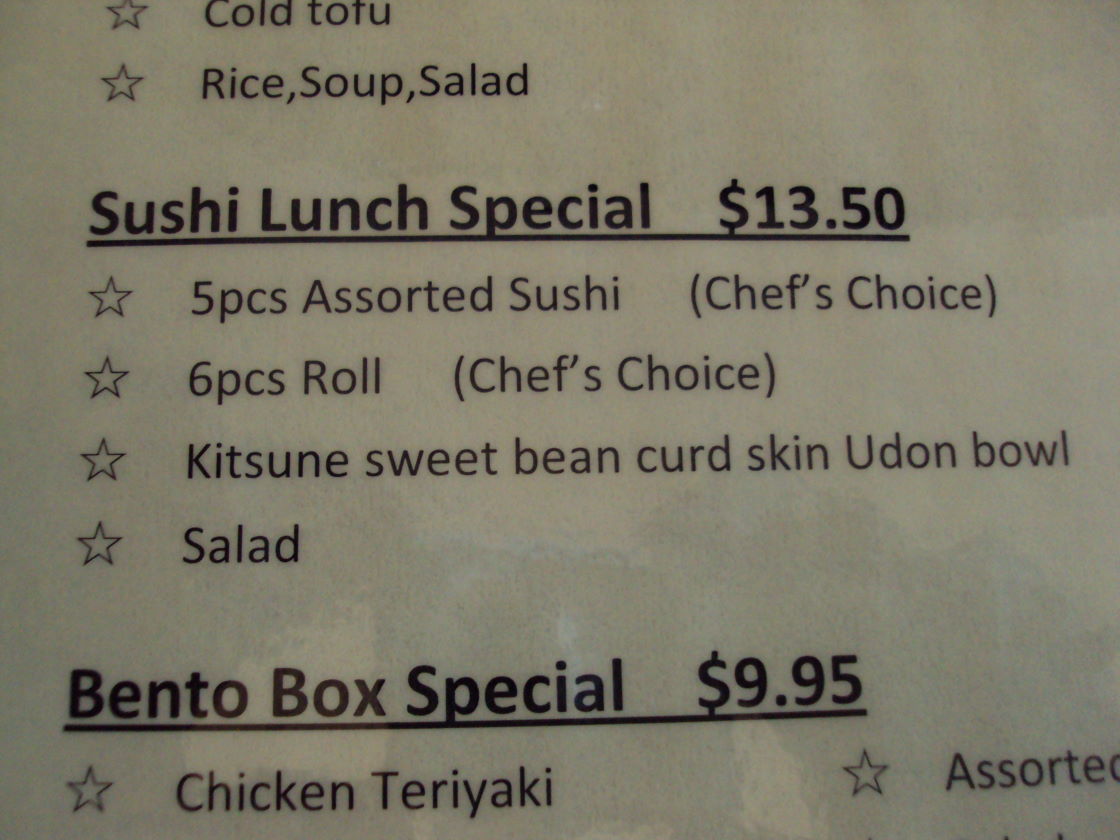 ☆ Cold tofu
☆ Rice,Soup,Salad
Sushi Lunch Special $13.50
☆ 5pcs Assorted Sushi (Chef’s Choice)
☆ 6pcs Roll (Chef’s Choice)
☆ Kitsune sweet bean curd skin Udon bowl
☆ Salad
Bento Box Special $9.95
☆ Chicken Teriyaki ☆ Assorted